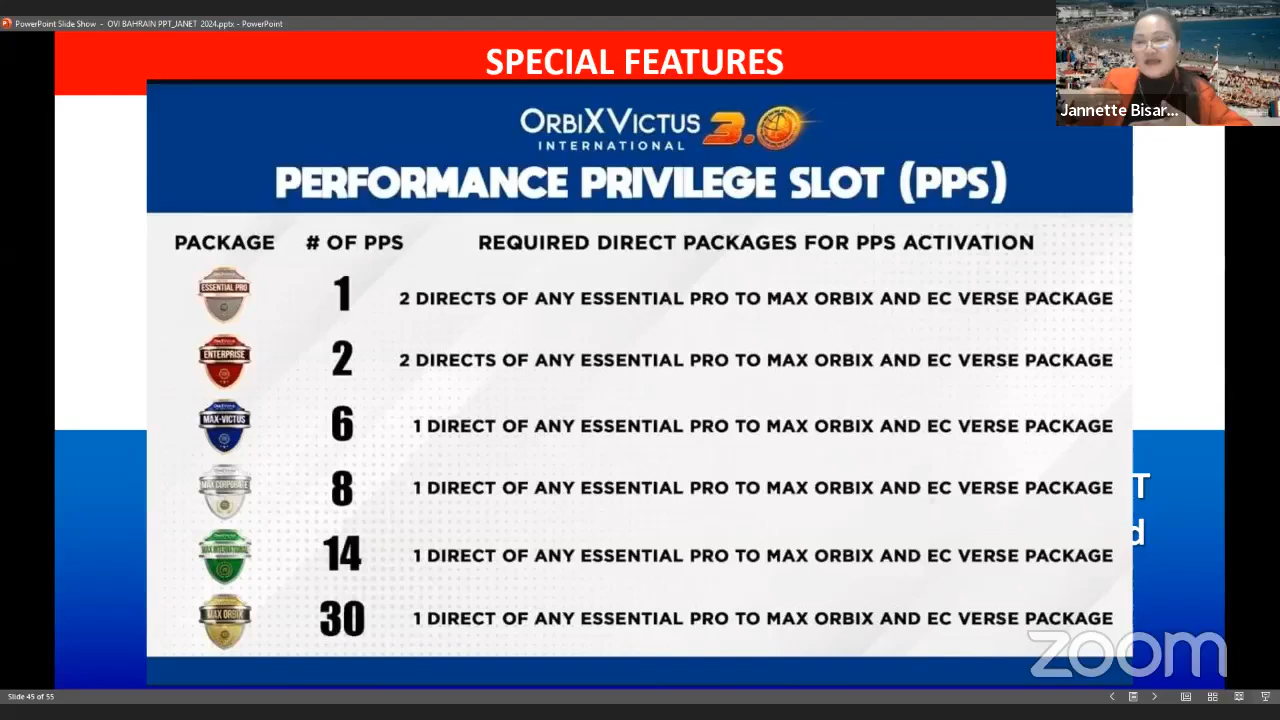 PowerPoint Slide Show - OVI BAHRAIN PPT_JANET 2024.pptx - PowerPoint
SPECIAL FEATURES
Jannette Bisar...
ORBIXVICTUS 3.0
INTERNATIONAL
PERFORMANCE PRIVILEGE SLOT (PPS)
PACKAGE # OF PPS REQUIRED DIRECT PACKAGES FOR PPS ACTIVATION
ESSENTIAL PRO 1 2 DIRECTS OF ANY ESSENTIAL PRO TO MAX ORBIX AND EC VERSE PACKAGE
ENTERPRISE 2 2 DIRECTS OF ANY ESSENTIAL PRO TO MAX ORBIX AND EC VERSE PACKAGE
MAX-VICTUS 6 1 DIRECT OF ANY ESSENTIAL PRO TO MAX ORBIX AND EC VERSE PACKAGE
MAX CORPORATE 8 1 DIRECT OF ANY ESSENTIAL PRO TO MAX ORBIX AND EC VERSE PACKAGE
T
d
MAX INTERNATIONAL 14 1 DIRECT OF ANY ESSENTIAL PRO TO MAX ORBIX AND EC VERSE PACKAGE
MAX ORBIX 30 1 DIRECT OF ANY ESSENTIAL PRO TO MAX ORBIX AND EC VERSE PACKAGE
zoom
Slide 45 of 55